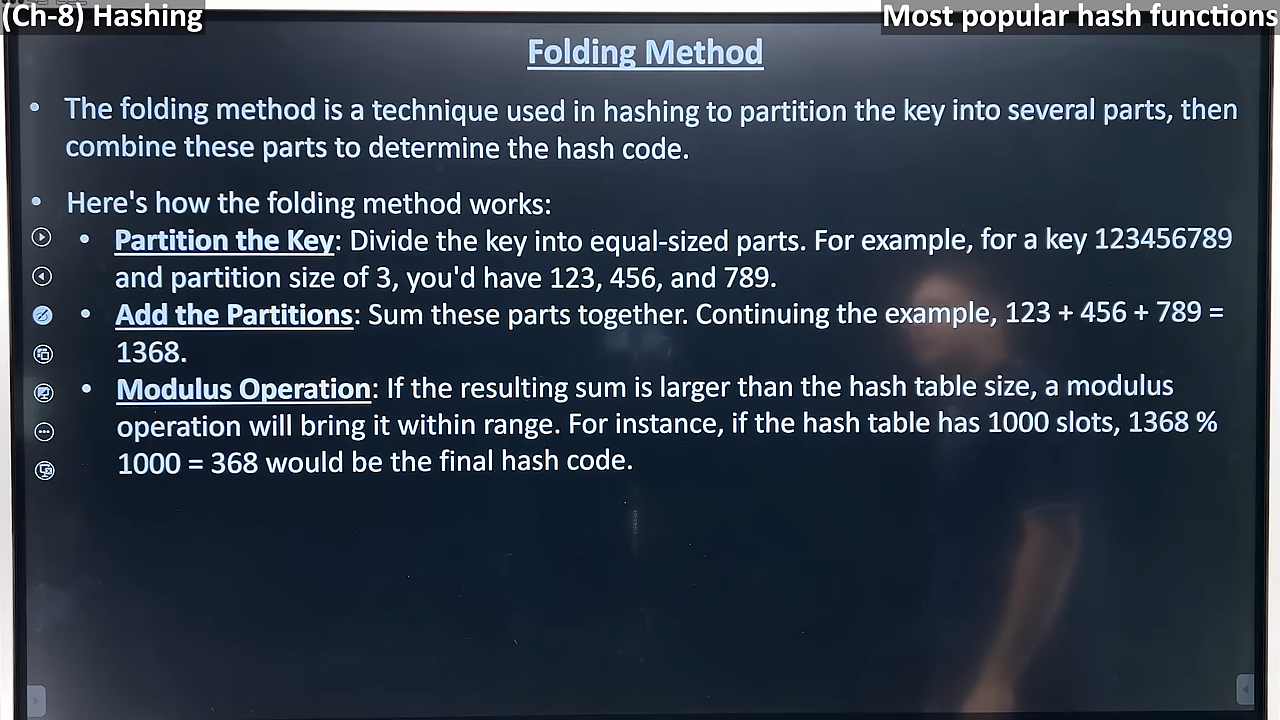 (Ch-8) Hashing
Most popular hash functions
Folding Method
• The folding method is a technique used in hashing to partition the key into several parts, then
combine these parts to determine the hash code.
• Here's how the folding method works:
• Partition the Key: Divide the key into equal-sized parts. For example, for a key 123456789
and partition size of 3, you'd have 123, 456, and 789.
• Add the Partitions: Sum these parts together. Continuing the example, 123 + 456 + 789 =
1368.
• Modulus Operation: If the resulting sum is larger than the hash table size, a modulus
operation will bring it within range. For instance, if the hash table has 1000 slots, 1368 %
1000 = 368 would be the final hash code.